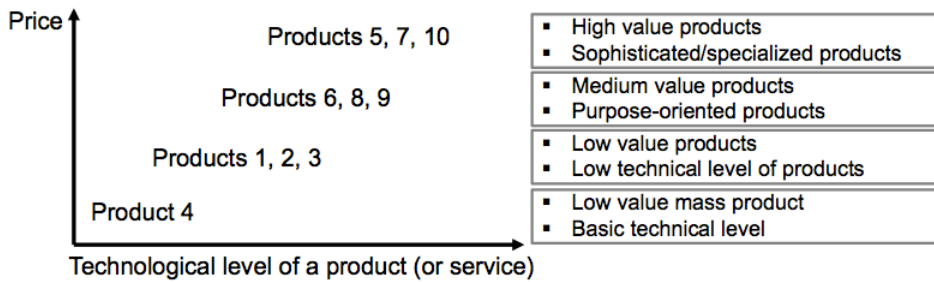 Price
Products 5, 7, 10
▪ High value products
▪ Sophisticated/specialized products
Products 6, 8, 9
▪ Medium value products
▪ Purpose-oriented products
Products 1, 2, 3
▪ Low value products
▪ Low technical level of products
Product 4
▪ Low value mass product
▪ Basic technical level
Technological level of a product (or service)